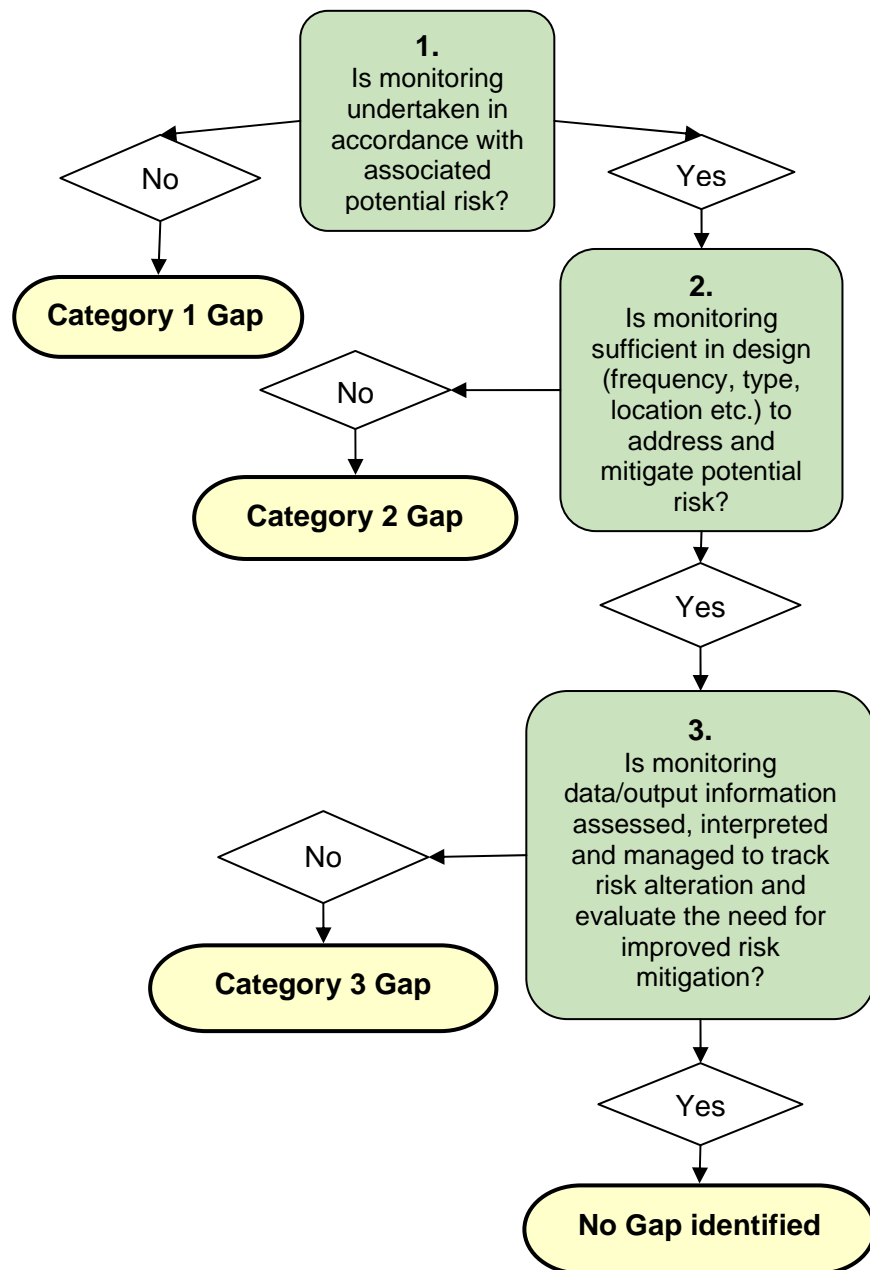 1.
Is monitoring
undertaken in
accordance with
associated
potential risk?
No
Yes
Category 1 Gap
2.
Is monitoring
sufficient in design
(frequency, type,
location etc.) to
address and
mitigate potential
risk?
No
Category 2 Gap
Yes
3.
Is monitoring
data/output information
assessed, interpreted
and managed to track
risk alteration and
evaluate the need for
improved risk
mitigation?
No
Category 3 Gap
Yes
No Gap identified